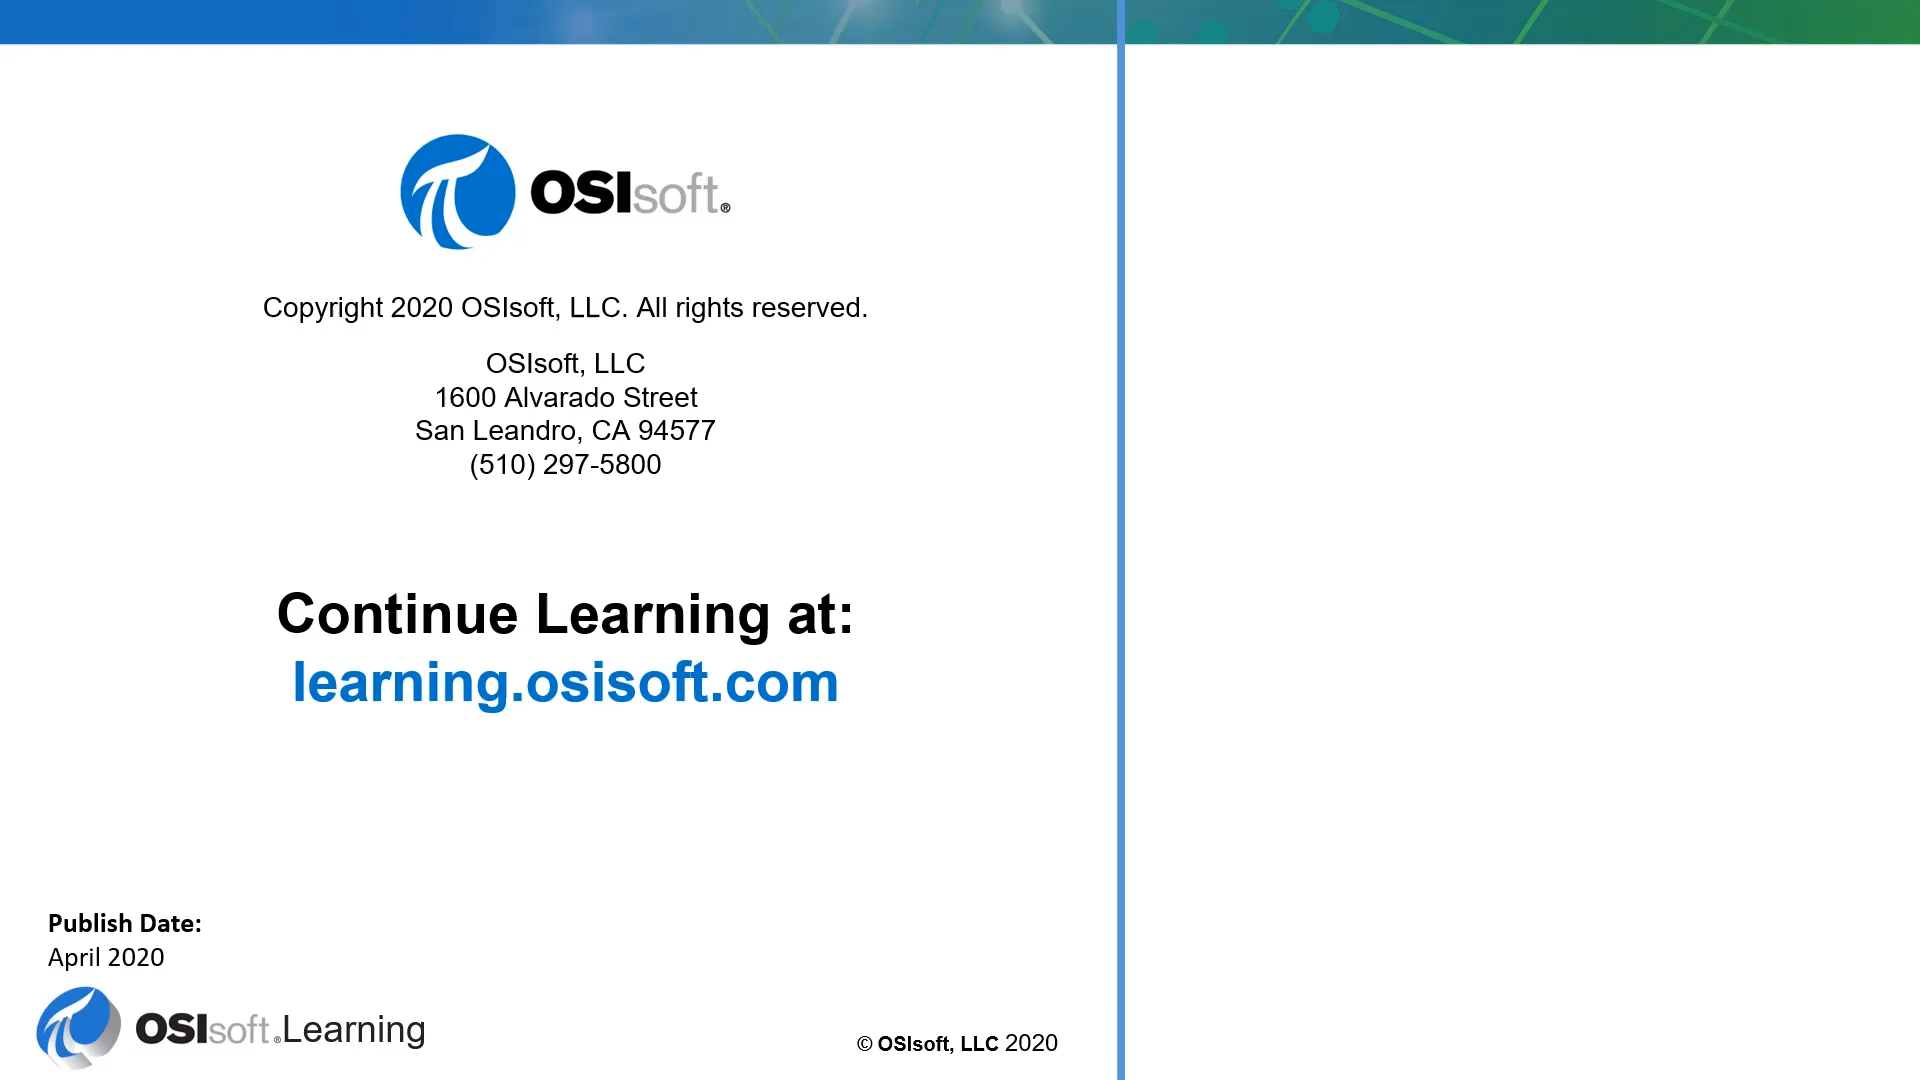 OSIsoft®
Copyright 2020 OSIsoft, LLC. All rights reserved.
OSIsoft, LLC
1600 Alvarado Street
San Leandro, CA 94577
(510) 297-5800
Continue Learning at:
learning.osisoft.com
Publish Date:
April 2020
OSIsoft®Learning
© OSIsoft, LLC 2020